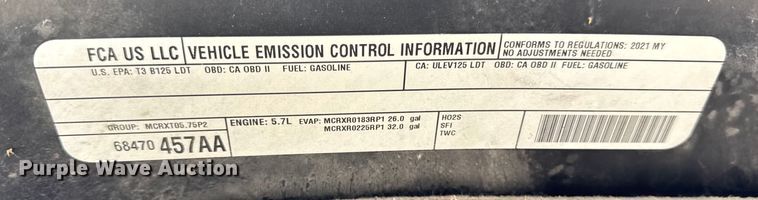 FCA US LLC VEHICLE EMISSION CONTROL INFORMATION CONFORMS TO REGULATIONS: 2021 MY
NO ADJUSTMENTS NEEDED
U.S. EPA: T3 B125 LDT OBD: CA OBD II FUEL: GASOLINE CA: ULEV125 LDT OBD: CA OBD II FUEL: GASOLINE
GROUP: MCRXT05.75P2 ENGINE: 5.7L EVAP: MCRXR0183RP1 26.0 gal HO2S
MCRXR0225RP1 32.0 gal SFI
TWC
68470 457AA
Purple Wave Auction